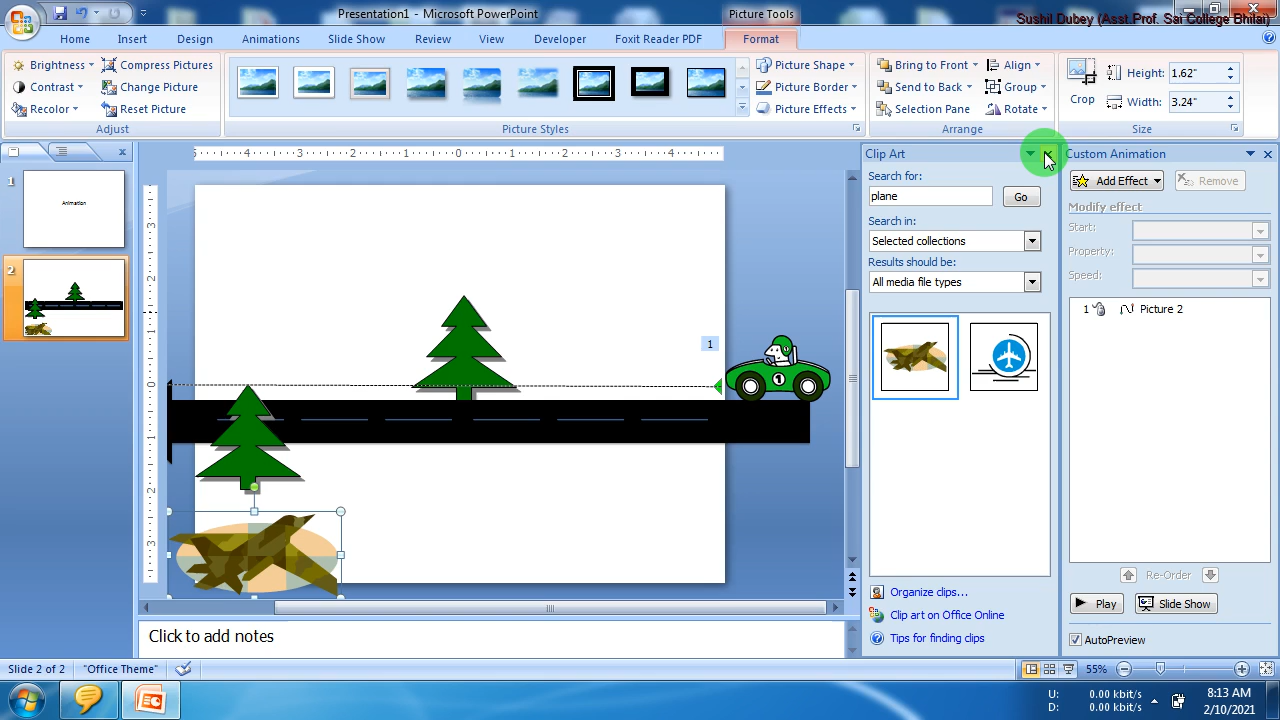 Presentation1 - Microsoft PowerPoint
Picture Tools
Sushil Dubey (Asst.Prof. Sai College Bhilai)
Home Insert Design Animations Slide Show Review View Developer Foxit Reader PDF Format
Brightness
Compress Pictures
Contrast
Change Picture
Recolor
Reset Picture
Adjust
Picture Styles
Picture Shape
Picture Border
Picture Effects
Bring to Front
Send to Back
Selection Pane
Align
Group
Rotate
Arrange
Crop
Height: 1.62"
Width: 3.24"
Size
1
Animation
2
1
1
Clip Art
Search for:
plane
Go
Search in:
Selected collections
Results should be:
All media file types
Organize clips...
Clip art on Office Online
Tips for finding clips
Custom Animation
Add Effect
Remove
Modify effect
Start:
Property:
Speed:
1 Picture 2
Re-Order
Play
Slide Show
AutoPreview
Click to add notes
Slide 2 of 2
"Office Theme"
55%
U: 0.00 kbit/s
D: 0.00 kbit/s
8:13 AM
2/10/2021